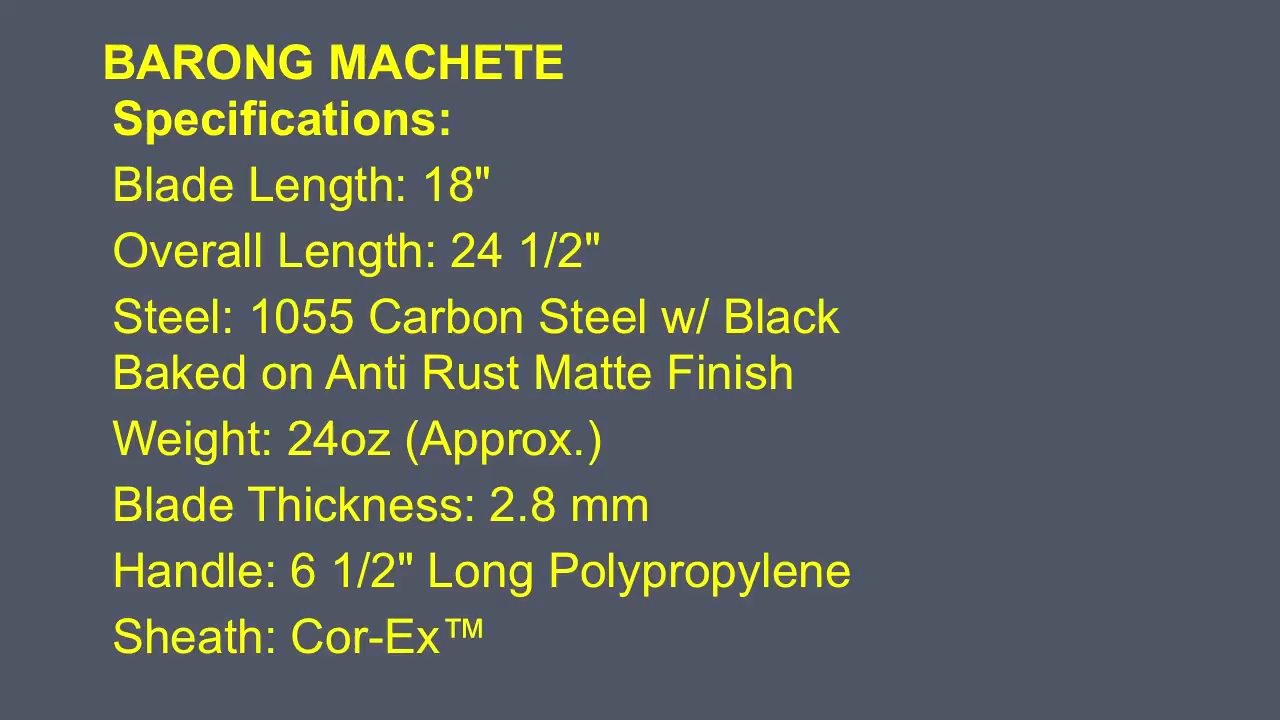 BARONG MACHETE
Specifications:
Blade Length: 18"
Overall Length: 24 1/2"
Steel: 1055 Carbon Steel w/ Black
Baked on Anti Rust Matte Finish
Weight: 24oz (Approx.)
Blade Thickness: 2.8 mm
Handle: 6 1/2" Long Polypropylene
Sheath: Cor-Ex™